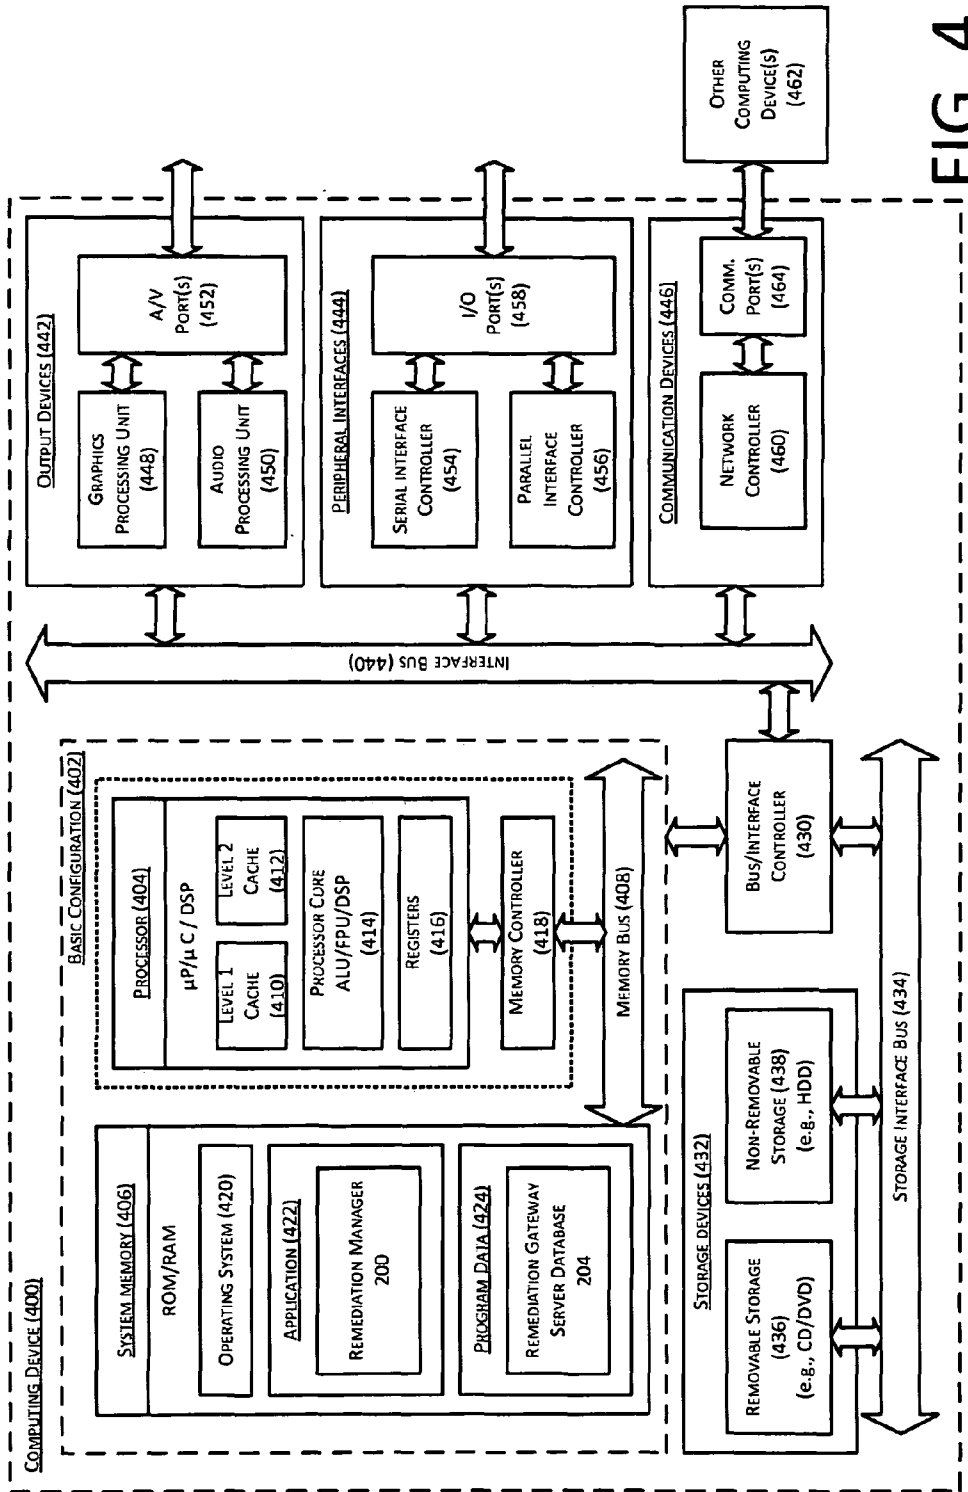 COMPUTING DEVICE (400)
BASIC CONFIGURATION (402)
SYSTEM MEMORY (406)
ROM/RAM
OPERATING SYSTEM (420)
APPLICATION (422)
REMEDIATION MANAGER
200
PROGRAM DATA (424)
REMEDIATION GATEWAY
SERVER DATABASE
204
PROCESSOR (404)
µP/µC / DSP
LEVEL 1
CACHE
(410)
LEVEL 2
CACHE
(412)
PROCESSOR CORE
ALU/FPU/DSP
(414)
REGISTERS
(416)
MEMORY CONTROLLER
(418)
MEMORY BUS (408)
STORAGE DEVICES (432)
REMOVABLE STORAGE
(436)
(e.g., CD/DVD)
NON-REMOVABLE
STORAGE (438)
(e.g., HDD)
BUS/INTERFACE
CONTROLLER
(430)
STORAGE INTERFACE BUS (434)
INTERFACE BUS (440)
OUTPUT DEVICES (442)
GRAPHICS
PROCESSING UNIT
(448)
AUDIO
PROCESSING UNIT
(450)
A/V
PORT(S)
(452)
PERIPHERAL INTERFACES (444)
SERIAL INTERFACE
CONTROLLER
(454)
PARALLEL
INTERFACE
CONTROLLER
(456)
I/O
PORT(S)
(458)
COMMUNICATION DEVICES (446)
NETWORK
CONTROLLER
(460)
COMM.
PORT(S)
(464)
OTHER
COMPUTING
DEVICE(S)
(462)
FIG. 4